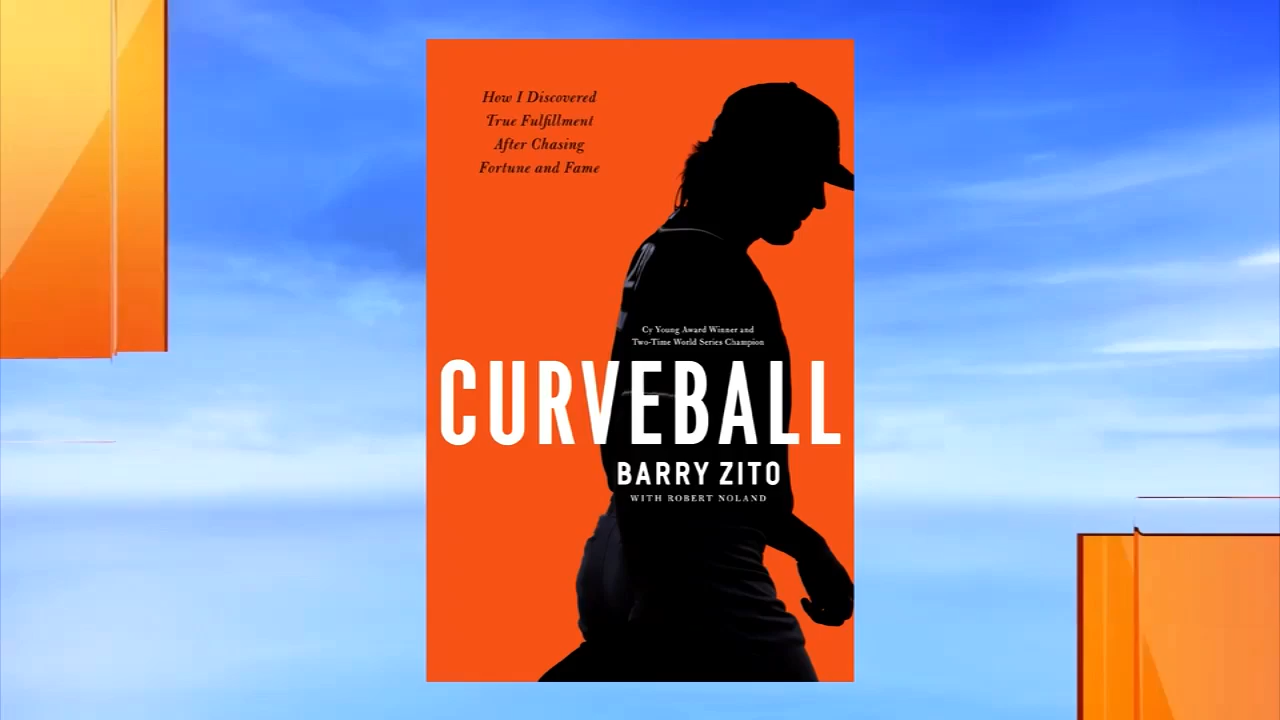 How I Discovered
True Fulfillment
After Chasing
Fortune and Fame
Cy Young Award Winner and
Two-Time World Series Champion
CURVEBALL
BARRY ZITO
WITH ROBERT NOLAND